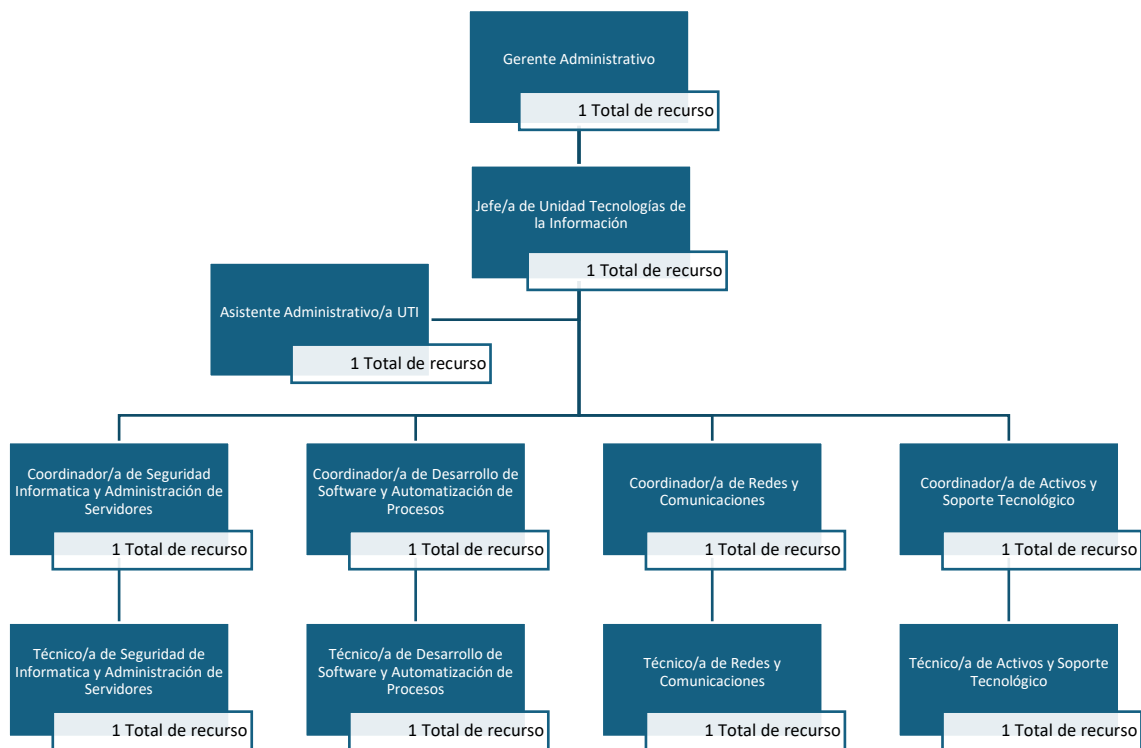 Gerente Administrativo
1 Total de recurso
Jefe/a de Unidad Tecnologías de
la Información
1 Total de recurso
Asistente Administrativo/a UTI
1 Total de recurso
Coordinador/a de Seguridad
Informatica y Administración de
Servidores
1 Total de recurso
Coordinador/a de Desarrollo de
Software y Automatización de
Procesos
1 Total de recurso
Coordinador/a de Redes y
Comunicaciones
1 Total de recurso
Coordinador/a de Activos y
Soporte Tecnológico
1 Total de recurso
Técnico/a de Seguridad de
Informatica y Administración de
Servidores
1 Total de recurso
Técnico/a de Desarrollo de
Software y Automatización de
Procesos
1 Total de recurso
Técnico/a de Redes y
Comunicaciones
1 Total de recurso
Técnico/a de Activos y Soporte
Tecnológico
1 Total de recurso